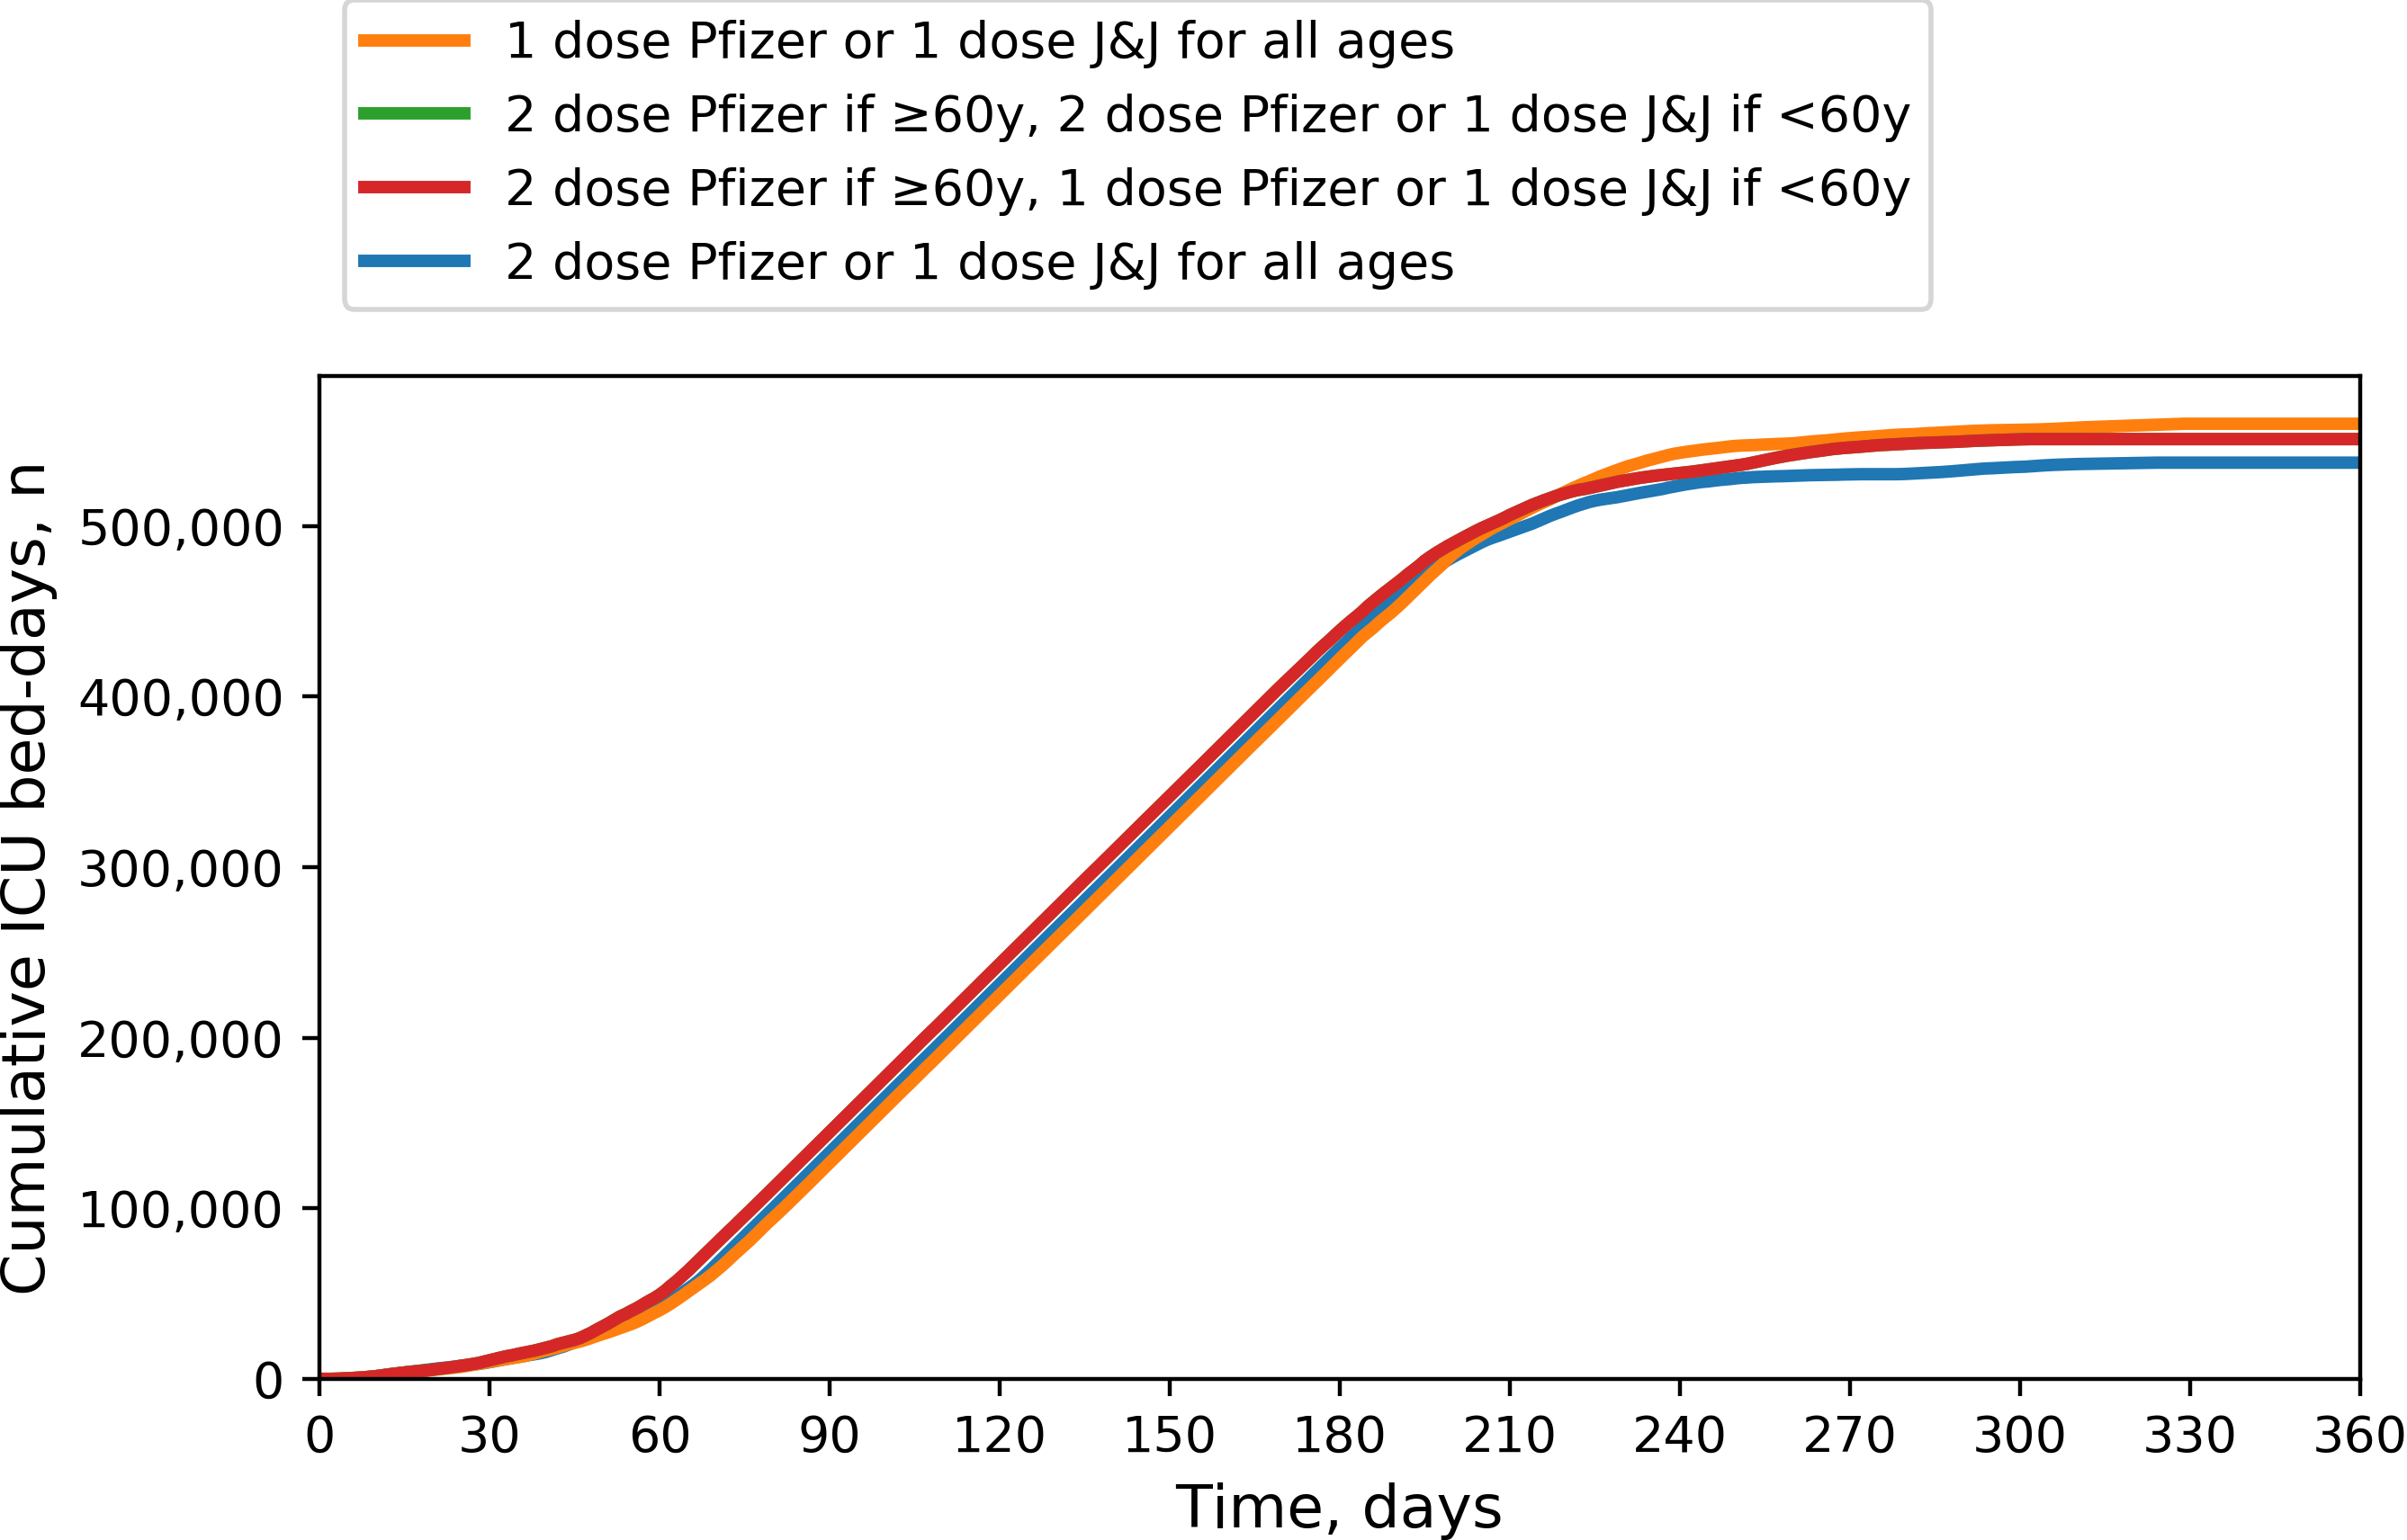 1 dose Pfizer or 1 dose J&J for all ages
2 dose Pfizer if ≥60y, 2 dose Pfizer or 1 dose J&J if <60y
2 dose Pfizer if ≥60y, 1 dose Pfizer or 1 dose J&J if <60y
2 dose Pfizer or 1 dose J&J for all ages
Cumulative ICU bed-days, n
500,000
400,000
300,000
200,000
100,000
0
0 30 60 90 120 150 180 210 240 270 300 330 360
Time, days